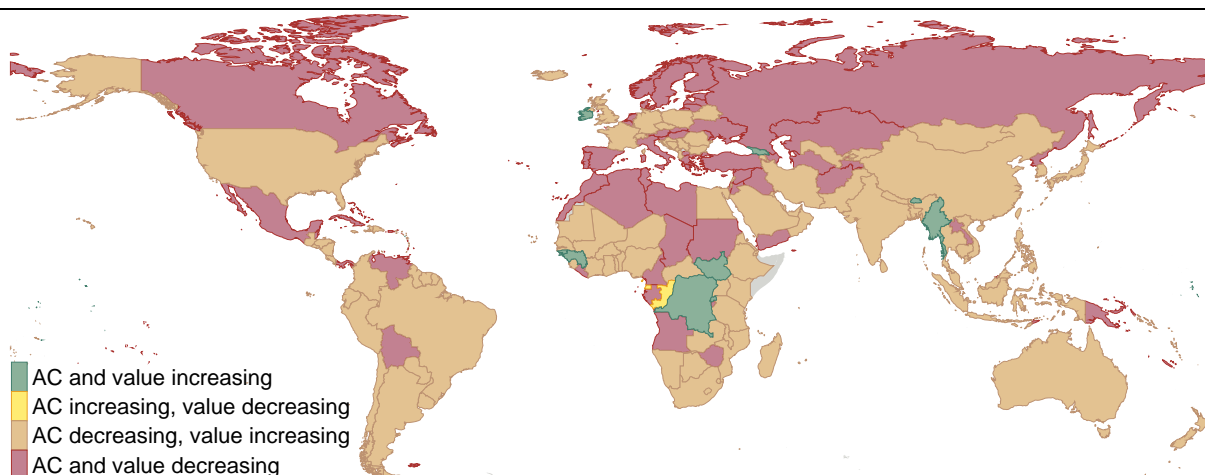 AC and value increasing
AC increasing, value decreasing
AC decreasing, value increasing
AC and value decreasing